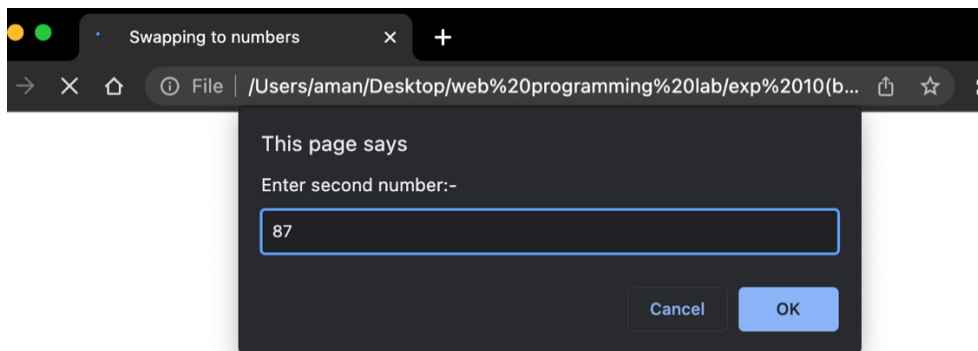 Swapping to numbers
File /Users/aman/Desktop/web%20programming%20lab/exp%2010(b...
This page says
Enter second number:-
87
Cancel OK